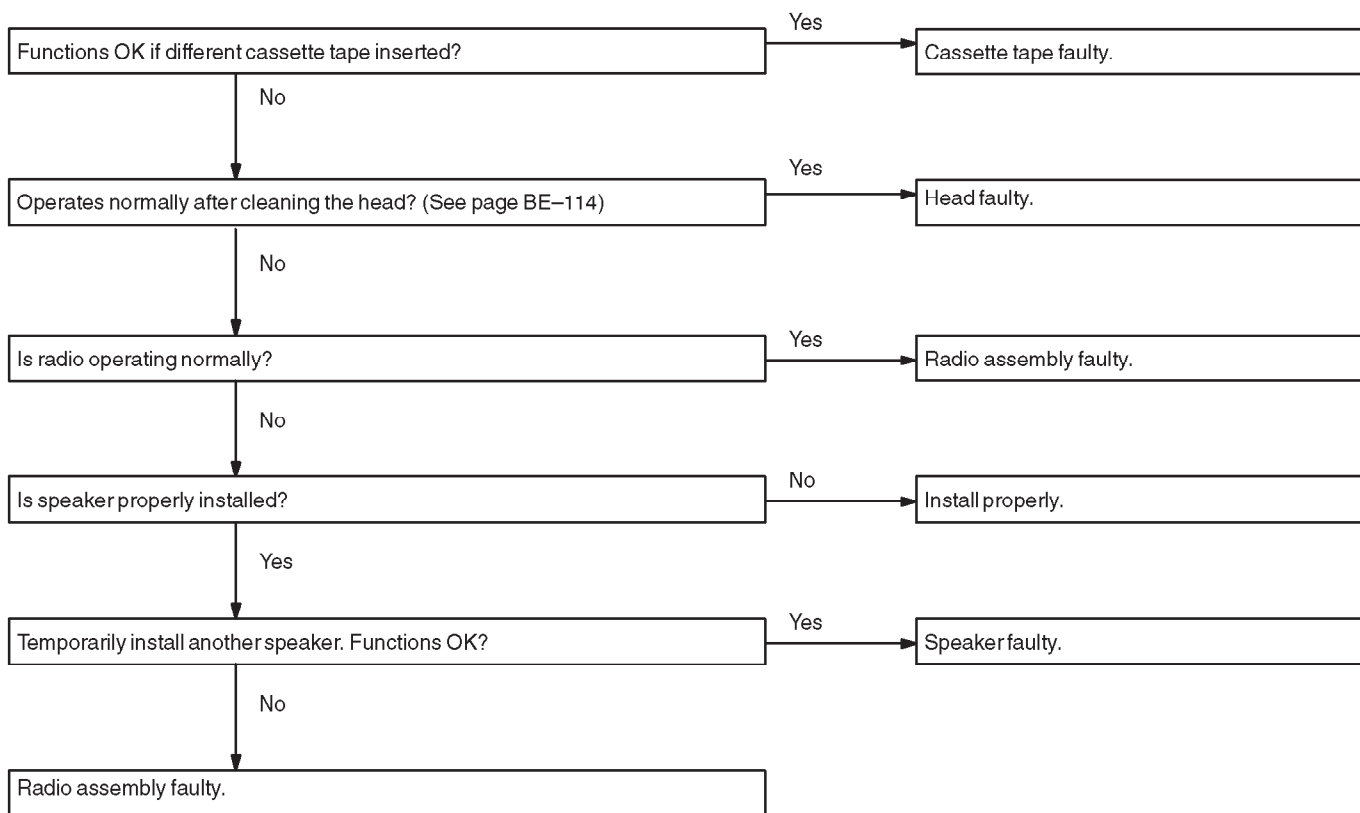 Functions OK if different cassette tape inserted?
Yes
Cassette tape faulty.
No
Operates normally after cleaning the head? (See page BE–114)
Yes
Head faulty.
No
Is radio operating normally?
Yes
Radio assembly faulty.
No
Is speaker properly installed?
No
Install properly.
Yes
Temporarily install another speaker. Functions OK?
Yes
Speaker faulty.
No
Radio assembly faulty.